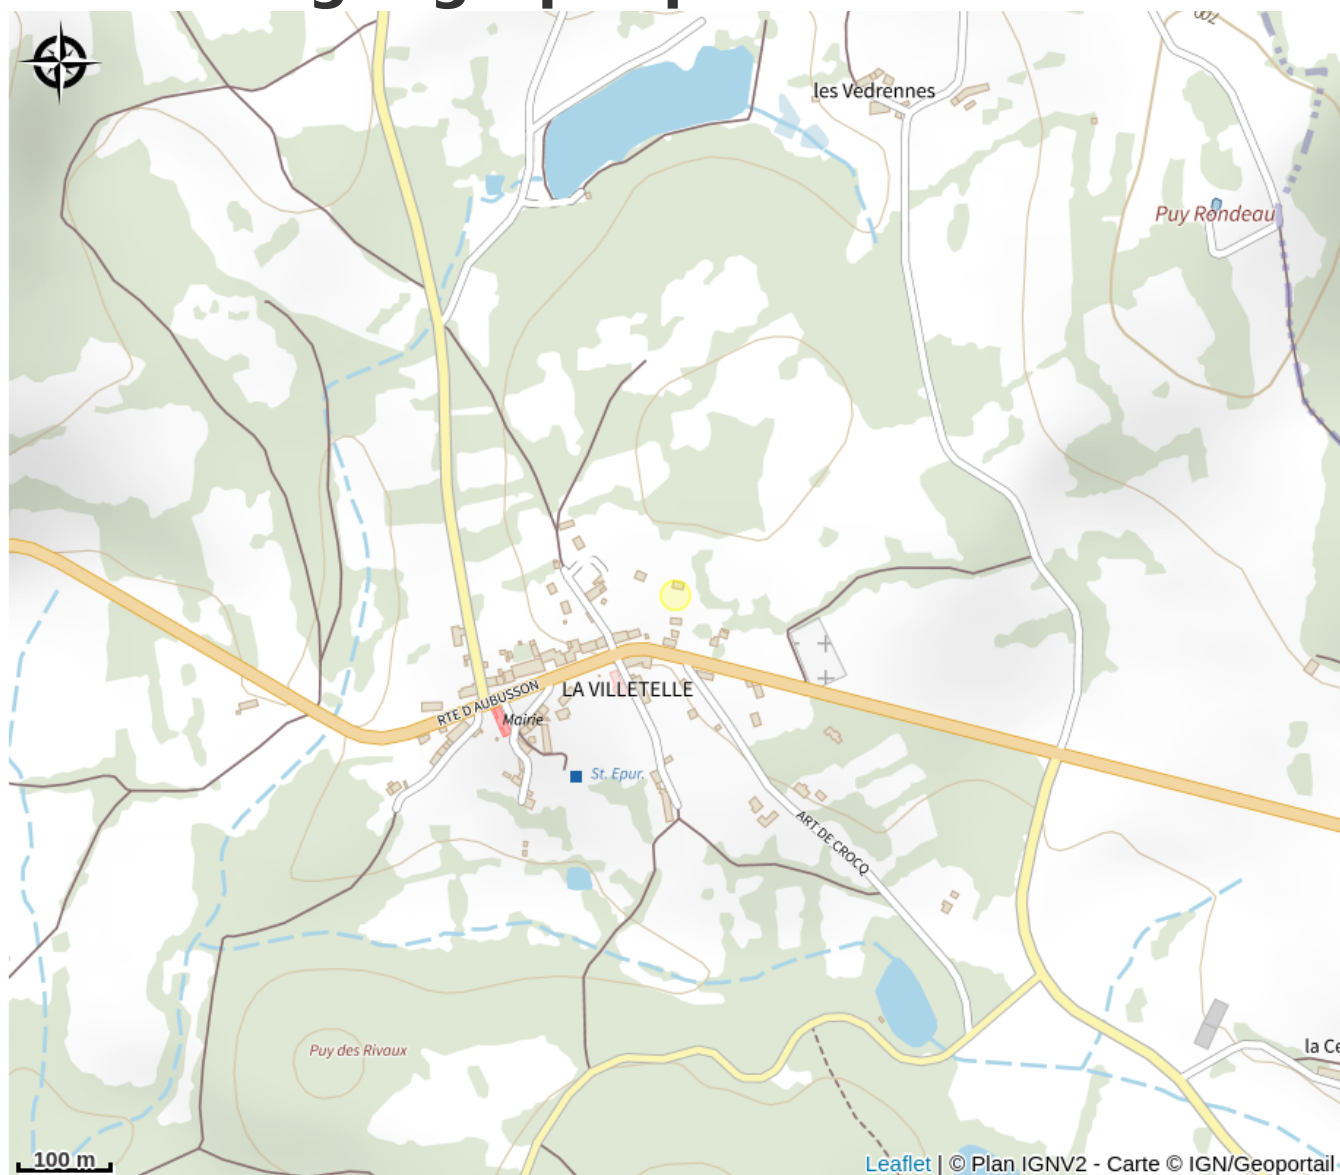 700
les Vedrennes
Puy Rondeau
LA VILLETELLE
RTE D AUBUSSON
Mairie
St. Epur.
ART DE CROCQ
Puy des Rivaux
la Ce
100 m
Leaflet | © Plan IGNV2 - Carte © IGN/Geoportail